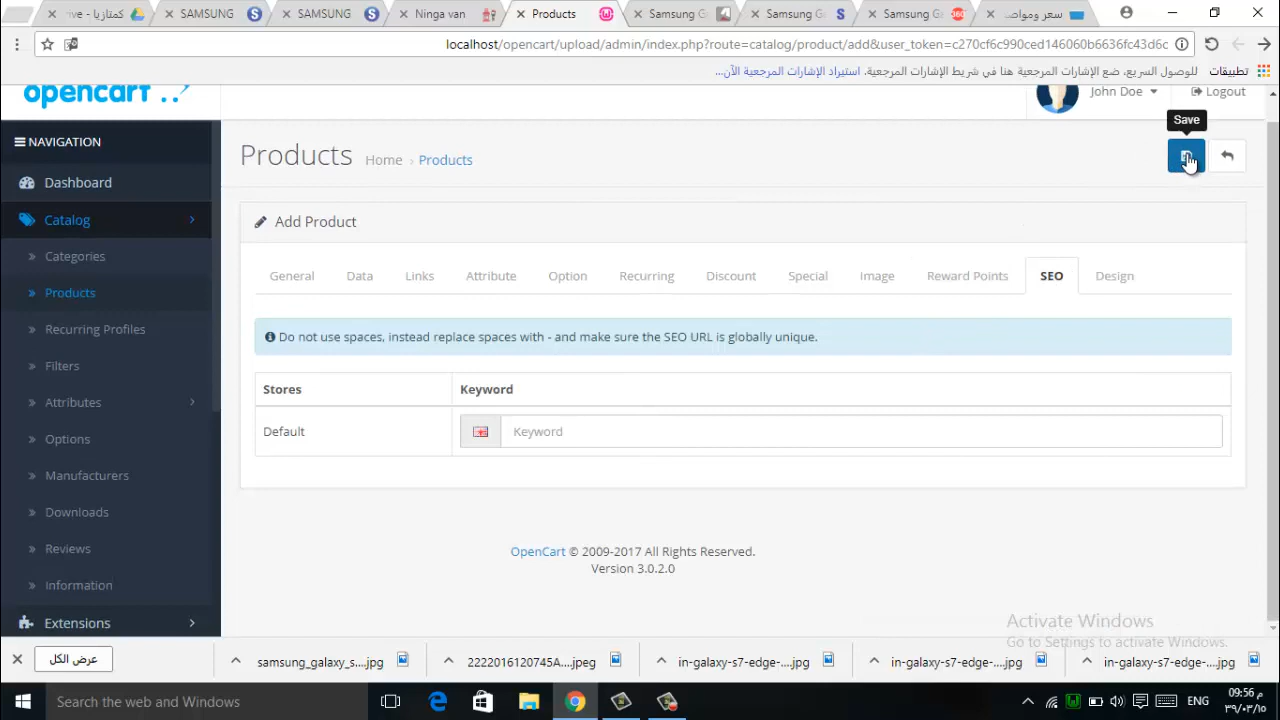 كمتازيا - ive
SAMSUNG
SAMSUNG
Ninga van
Products
Samsung G
Samsung G
Samsung G
سعر ومواص
localhost/opencart/upload/admin/index.php?route=catalog/product/add&user_token=c270cf6c990ced146060b6636fc43d6c
تطبيقات
للوصول السريع، ضع الإشارات المرجعية هنا في شريط الإشارات المرجعية. استيراد الإشارات المرجعية الآن...
opencart
John Doe
Logout
Save
NAVIGATION
Products
Home › Products
Dashboard
Catalog
Categories
Products
Recurring Profiles
Filters
Attributes
Options
Manufacturers
Downloads
Reviews
Information
Extensions
Add Product
General Data Links Attribute Option Recurring Discount Special Image Reward Points SEO Design
Do not use spaces, instead replace spaces with - and make sure the SEO URL is globally unique.
Stores Keyword
Default Keyword
OpenCart © 2009-2017 All Rights Reserved.
Version 3.0.2.0
Activate Windows
Go to Settings to activate Windows.
عرض الكل
samsung_galaxy_s....jpg
2222016120745A....jpeg
in-galaxy-s7-edge-....jpg
in-galaxy-s7-edge-....jpg
in-galaxy-s7-edge-....jpg
Search the web and Windows
ENG
09:56 م
٣٩/٠٣/١٥